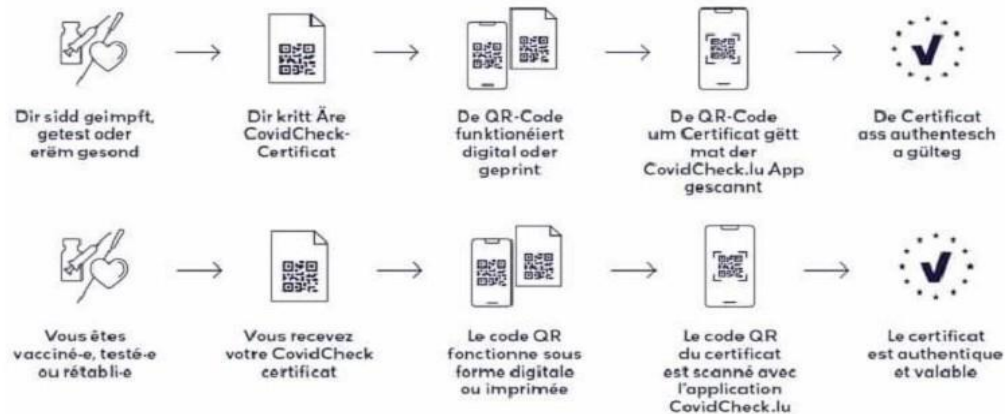 Dir sidd geimpft,
getest oder
erëm gesond
Dir kritt Äre
CovidCheck-
Certificat
De QR-Code
funktionéiert
digital oder
geprint
De QR-Code
um Certificat gëtt
mat der
CovidCheck.lu App
gescannt
De Certificat
ass authentesch
a gülteg
Vous êtes
vacciné-e, testé-e
ou rétabli-e
Vous recevez
votre CovidCheck
certificat
Le code QR
fonctionne sous
forme digitale
ou imprimée
Le code QR
du certificat
est scanné avec
l'application
CovidCheck.lu
Le certificat
est authentique
et valable